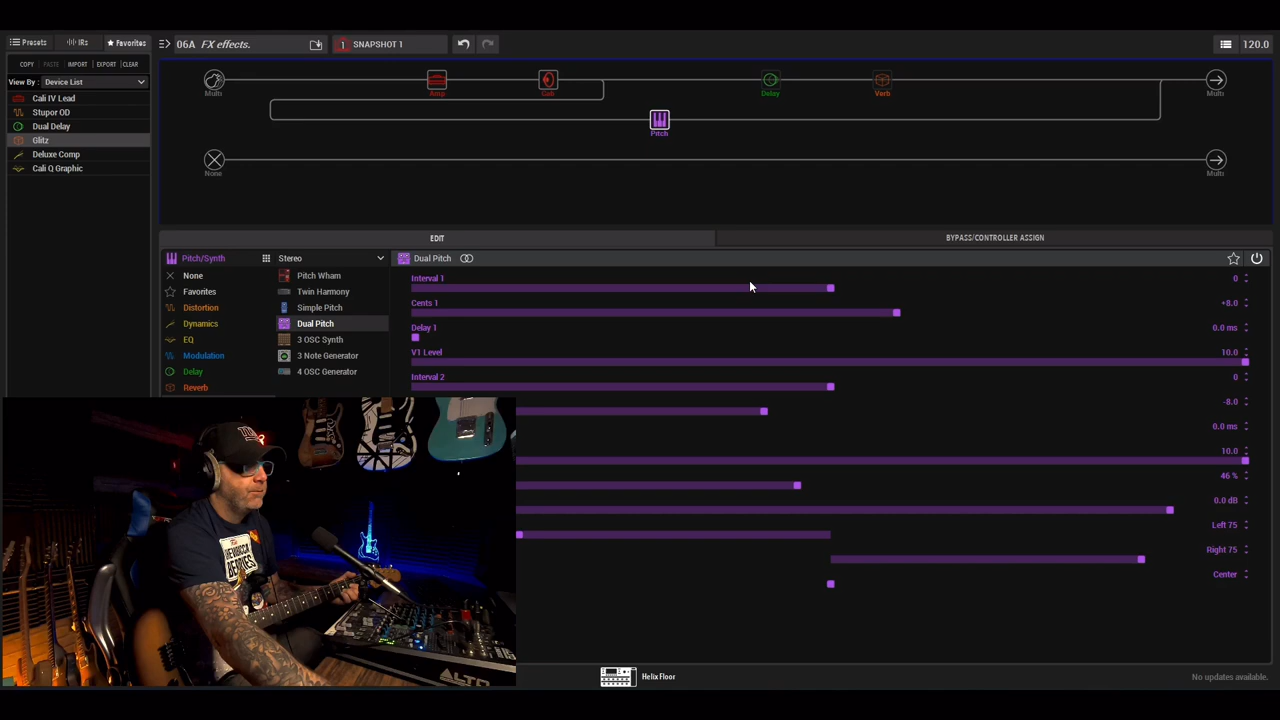 Presets IRs Favorites 06A FX effects. 1 SNAPSHOT 1 120.0
COPY PASTE IMPORT EXPORT CLEAR
View By : Device List
Cali IV Lead
Stupor OD
Dual Delay
Glitz
Deluxe Comp
Cali Q Graphic
Multi Amp Cab Delay Verb Multi
Pitch
None Multi
EDIT BYPASS/CONTROLLER ASSIGN
Pitch/Synth Stereo Dual Pitch
None
Favorites
Distortion
Dynamics
EQ
Modulation
Delay
Reverb
Pitch Wham
Twin Harmony
Simple Pitch
Dual Pitch
3 OSC Synth
3 Note Generator
4 OSC Generator
Interval 1 0
Cents 1 +8.0
Delay 1 0.0 ms
V1 Level 10.0
Interval 2 0
-8.0
0.0 ms
10.0
46 %
0.0 dB
Left 75
Right 75
Center
BERRIES
ALTO
Helix Floor No updates available.